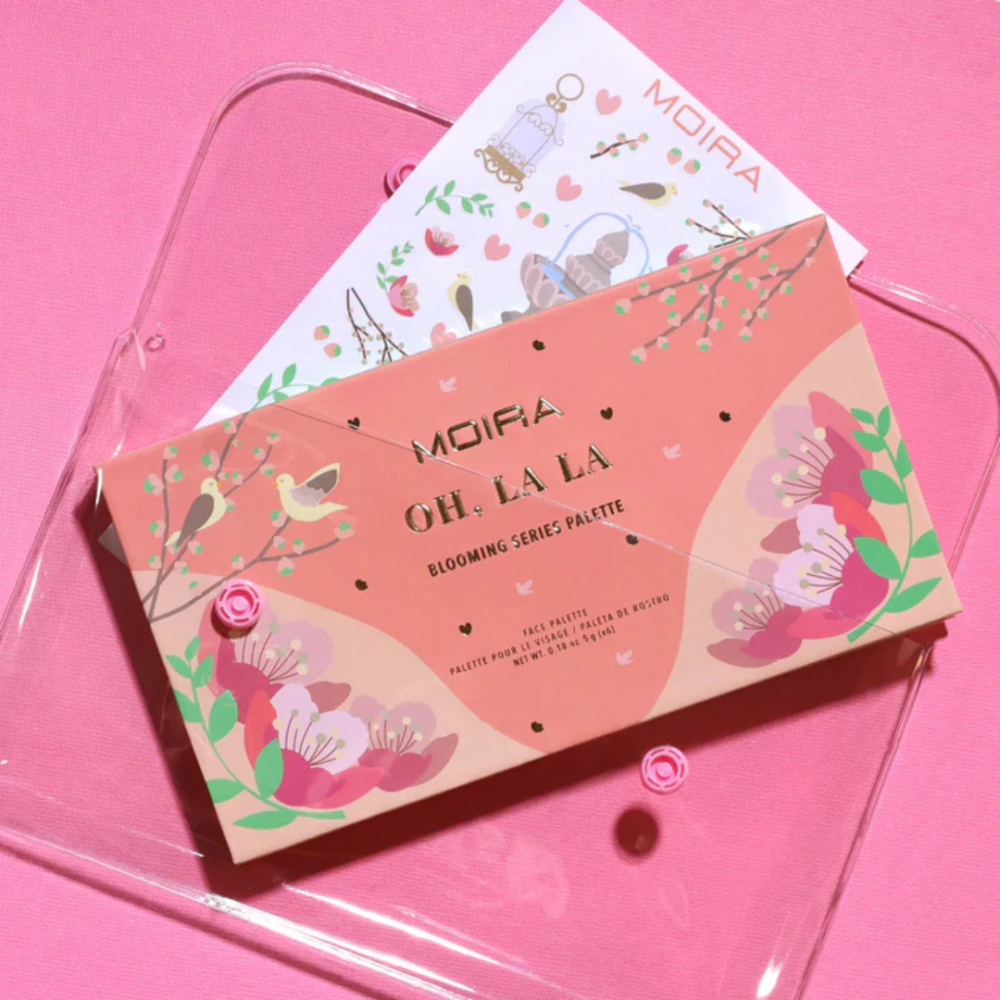 MOIRA
MOIRA
OH, LA LA
BLOOMING SERIES PALETTE
FACE PALETTE
PALETTE POUR LE VISAGE / PALETA DE ROSTRO
NET WT. 0.18 oz. 5 g (x6)